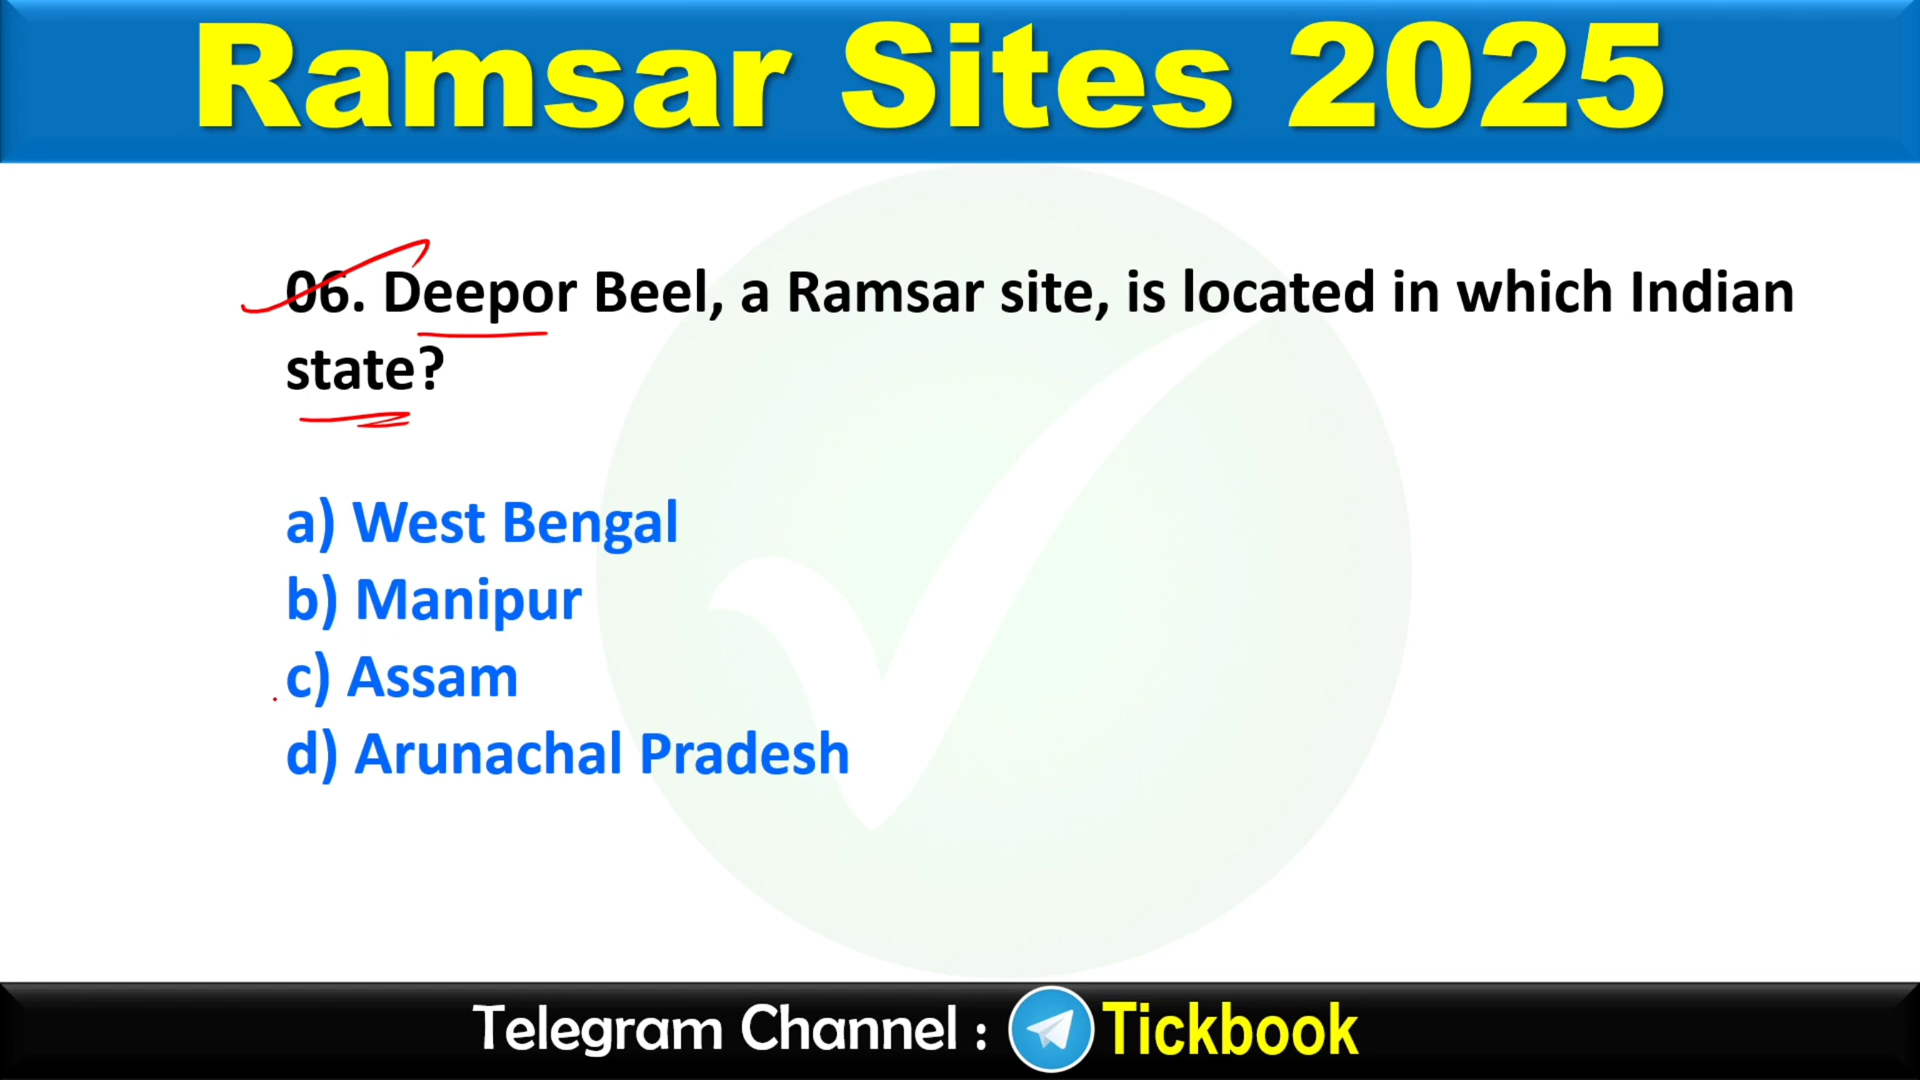 Ramsar Sites 2025
06. Deepor Beel, a Ramsar site, is located in which Indian
state?
a) West Bengal
b) Manipur
c) Assam
d) Arunachal Pradesh
Telegram Channel : Tickbook